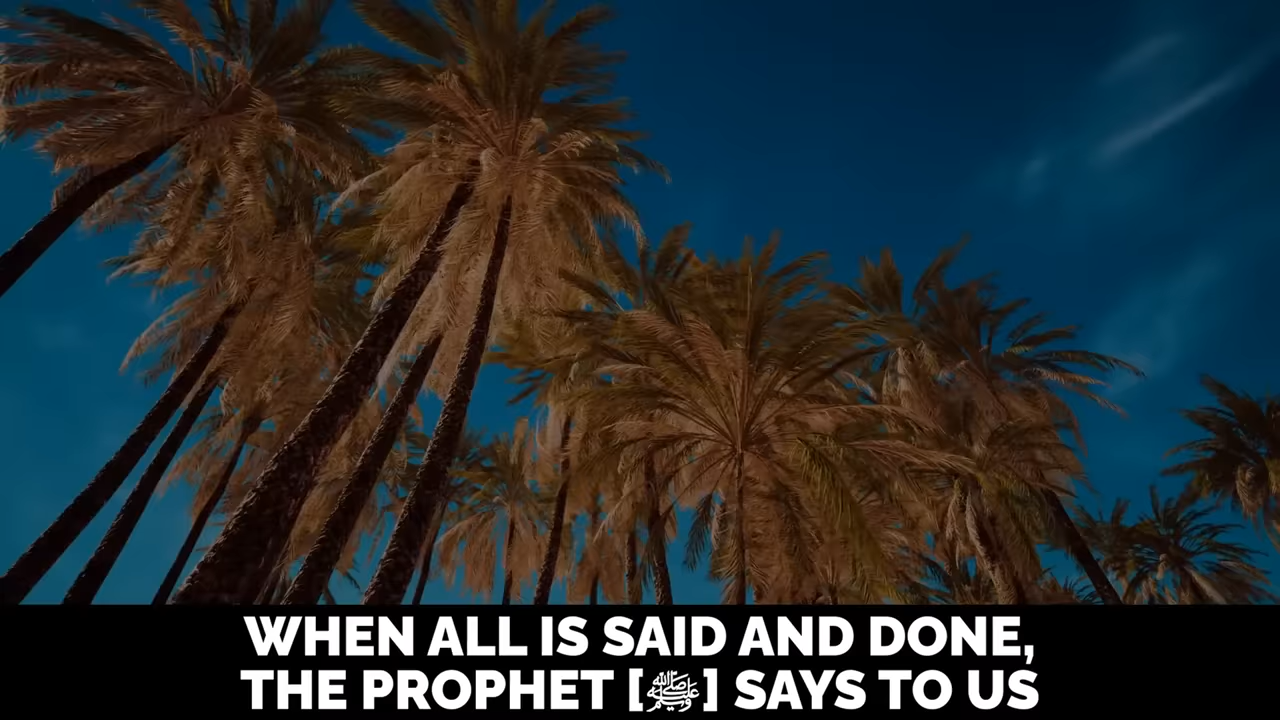 WHEN ALL IS SAID AND DONE,
THE PROPHET [ﷺ] SAYS TO US